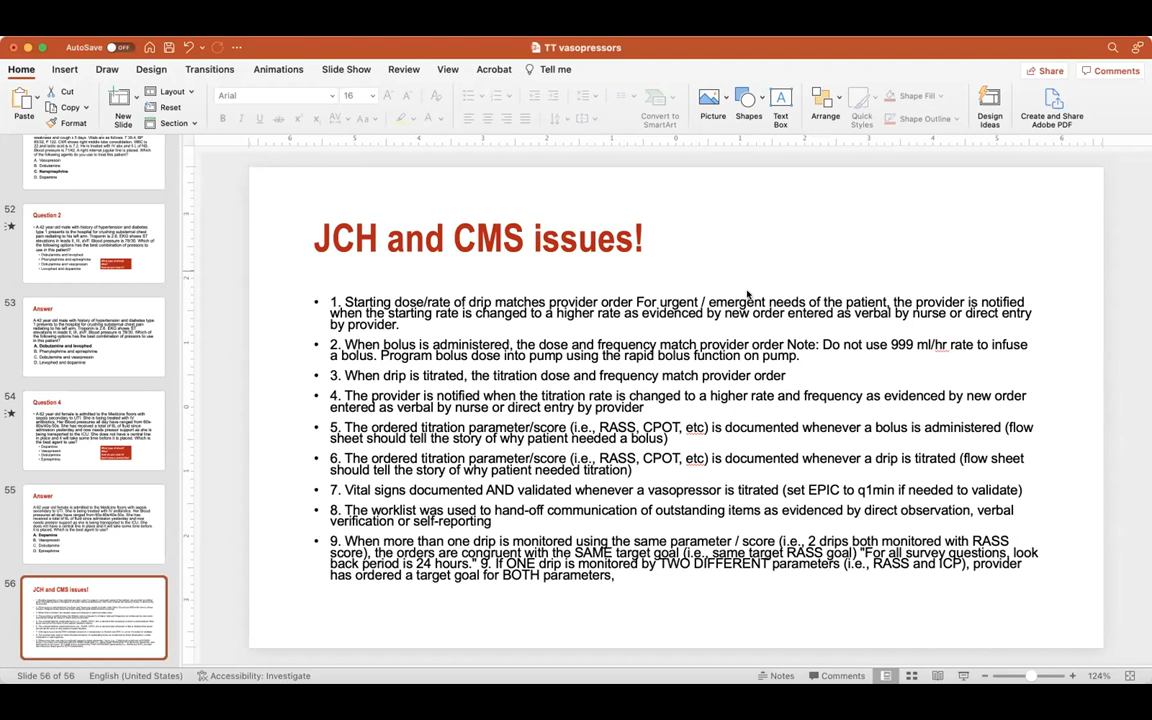 AutoSave OFF
TT vasopressors
Home Insert Draw Design Transitions Animations Slide Show Review View Acrobat Tell me
Share Comments
Paste
Cut
Copy
Format
New Slide
Layout
Reset
Section
Arial 16
Convert to SmartArt
Picture
Shapes
Text Box
Arrange
Quick Styles
Shape Fill
Shape Outline
Design Ideas
Create and Share Adobe PDF
52
Question 2
53
Answer
54
Question 4
55
Answer
56
JCH and CMS issues!
JCH and CMS issues!
• 1. Starting dose/rate of drip matches provider order For urgent / emergent needs of the patient, the provider is notified
when the starting rate is changed to a higher rate as evidenced by new order entered as verbal by nurse or direct entry
by provider.
• 2. When bolus is administered, the dose and frequency match provider order Note: Do not use 999 ml/hr rate to infuse
a bolus. Program bolus dose into pump using the rapid bolus function on pump.
• 3. When drip is titrated, the titration dose and frequency match provider order
• 4. The provider is notified when the titration rate is changed to a higher rate and frequency as evidenced by new order
entered as verbal by nurse or direct entry by provider
• 5. The ordered titration parameter/score (i.e., RASS, CPOT, etc) is documented whenever a bolus is administered (flow
sheet should tell the story of why patient needed a bolus)
• 6. The ordered titration parameter/score (i.e., RASS, CPOT, etc) is documented whenever a drip is titrated (flow sheet
should tell the story of why patient needed titration)
• 7. Vital signs documented AND validated whenever a vasopressor is titrated (set EPIC to q1min if needed to validate)
• 8. The worklist was used to hand-off communication of outstanding items as evidenced by direct observation, verbal
verification or self-reporting
• 9. When more than one drip is monitored using the same parameter / score (i.e., 2 drips both monitored with RASS
score), the orders are congruent with the SAME target goal (i.e., same target RASS goal) "For all survey questions, look
back period is 24 hours." 9. If ONE drip is monitored by TWO DIFFERENT parameters (i.e., RASS and ICP), provider
has ordered a target goal for BOTH parameters,
Slide 56 of 56 English (United States) Accessibility: Investigate
Notes Comments 124%